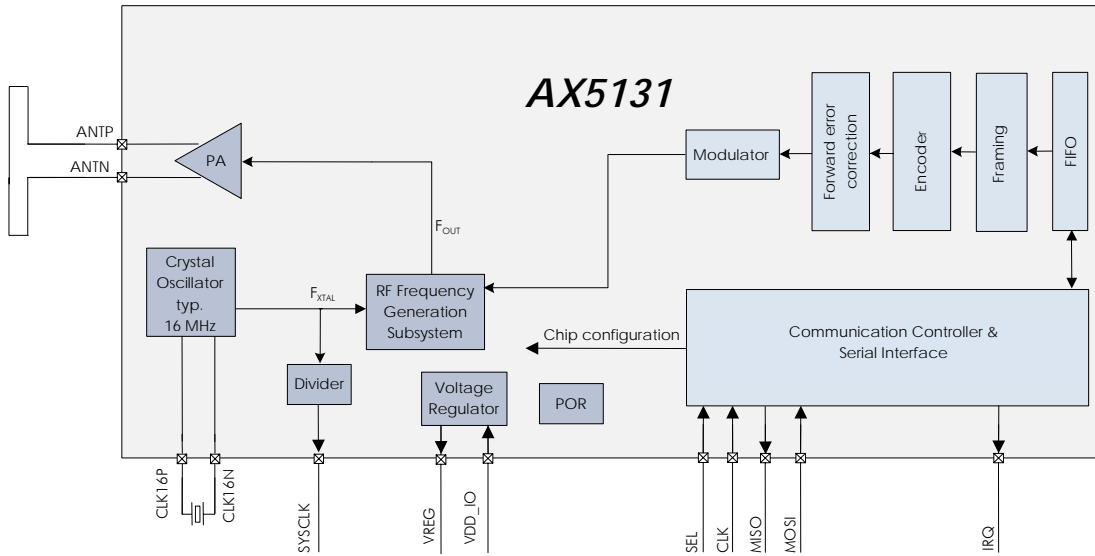 AX5131
ANTP
ANTN
PA
Modulator
Forward error
correction
Encoder
Framing
FIFO
F_OUT
Crystal
Oscillator
typ.
16 MHz
F_XTAL
RF Frequency
Generation
Subsystem
Chip configuration
Communication Controller &
Serial Interface
Divider
Voltage
Regulator
POR
CLK16P
CLK16N
SYSCLK
VREG
VDD_IO
SEL
CLK
MISO
MOSI
IRQ